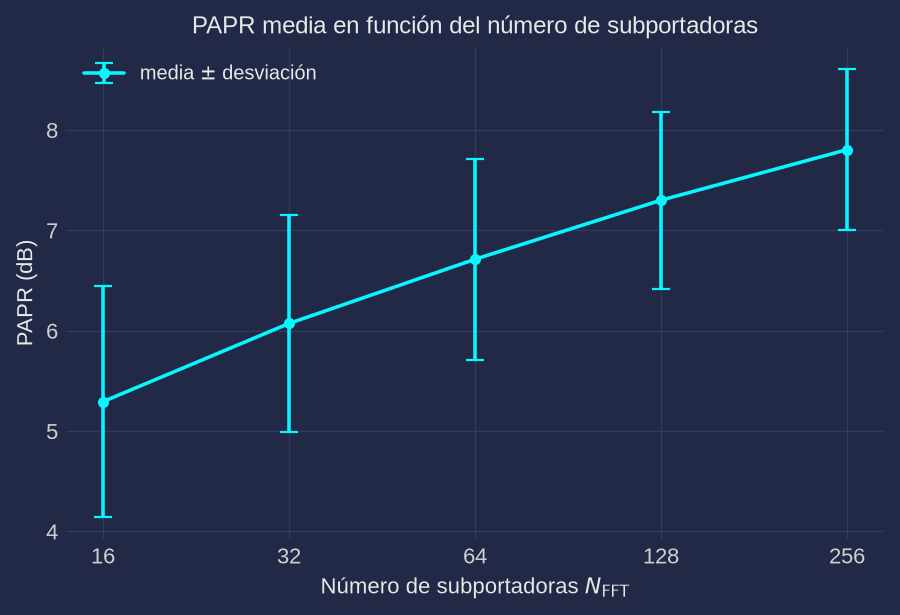 PAPR media en función del número de subportadoras
media ± desviación
PAPR (dB)
8
7
6
5
4
16 32 64 128 256
Número de subportadoras N_FFT